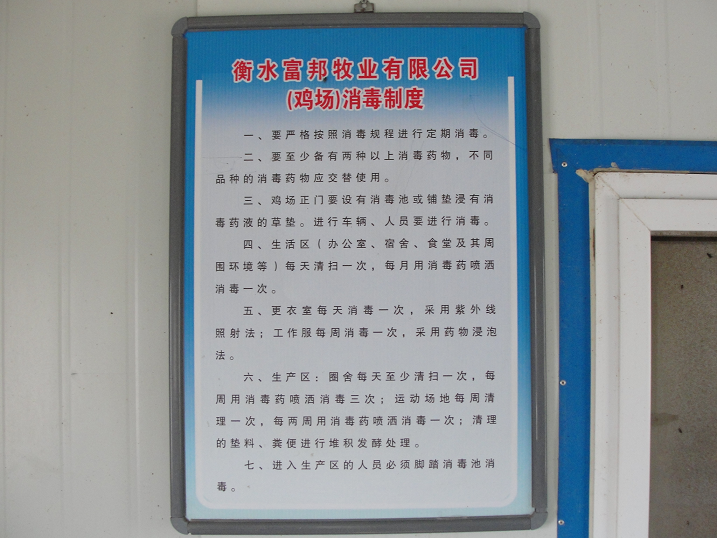 衡水富邦牧业有限公司
(鸡场)消毒制度
一、要严格按照消毒规程进行定期消毒。
二、要至少备有两种以上消毒药物，不同
品种的消毒药物应交替使用。
三、鸡场正门要设有消毒池或铺垫浸有消
毒药液的草垫。进行车辆、人员要进行消毒。
四、生活区（办公室、宿舍、食堂及其周
围环境等）每天清扫一次，每月用消毒药喷洒
消毒一次。
五、更衣室每天消毒一次，采用紫外线
照射法；工作服每周消毒一次，采用药物浸泡
法。
六、生产区：圈舍每天至少清扫一次，每
周用消毒药喷洒消毒三次；运动场地每周清
理一次，每两周用消毒药喷洒消毒一次；清理
的垫料、粪便进行堆积发酵处理。
七、进入生产区的人员必须脚踏消毒池消
毒。